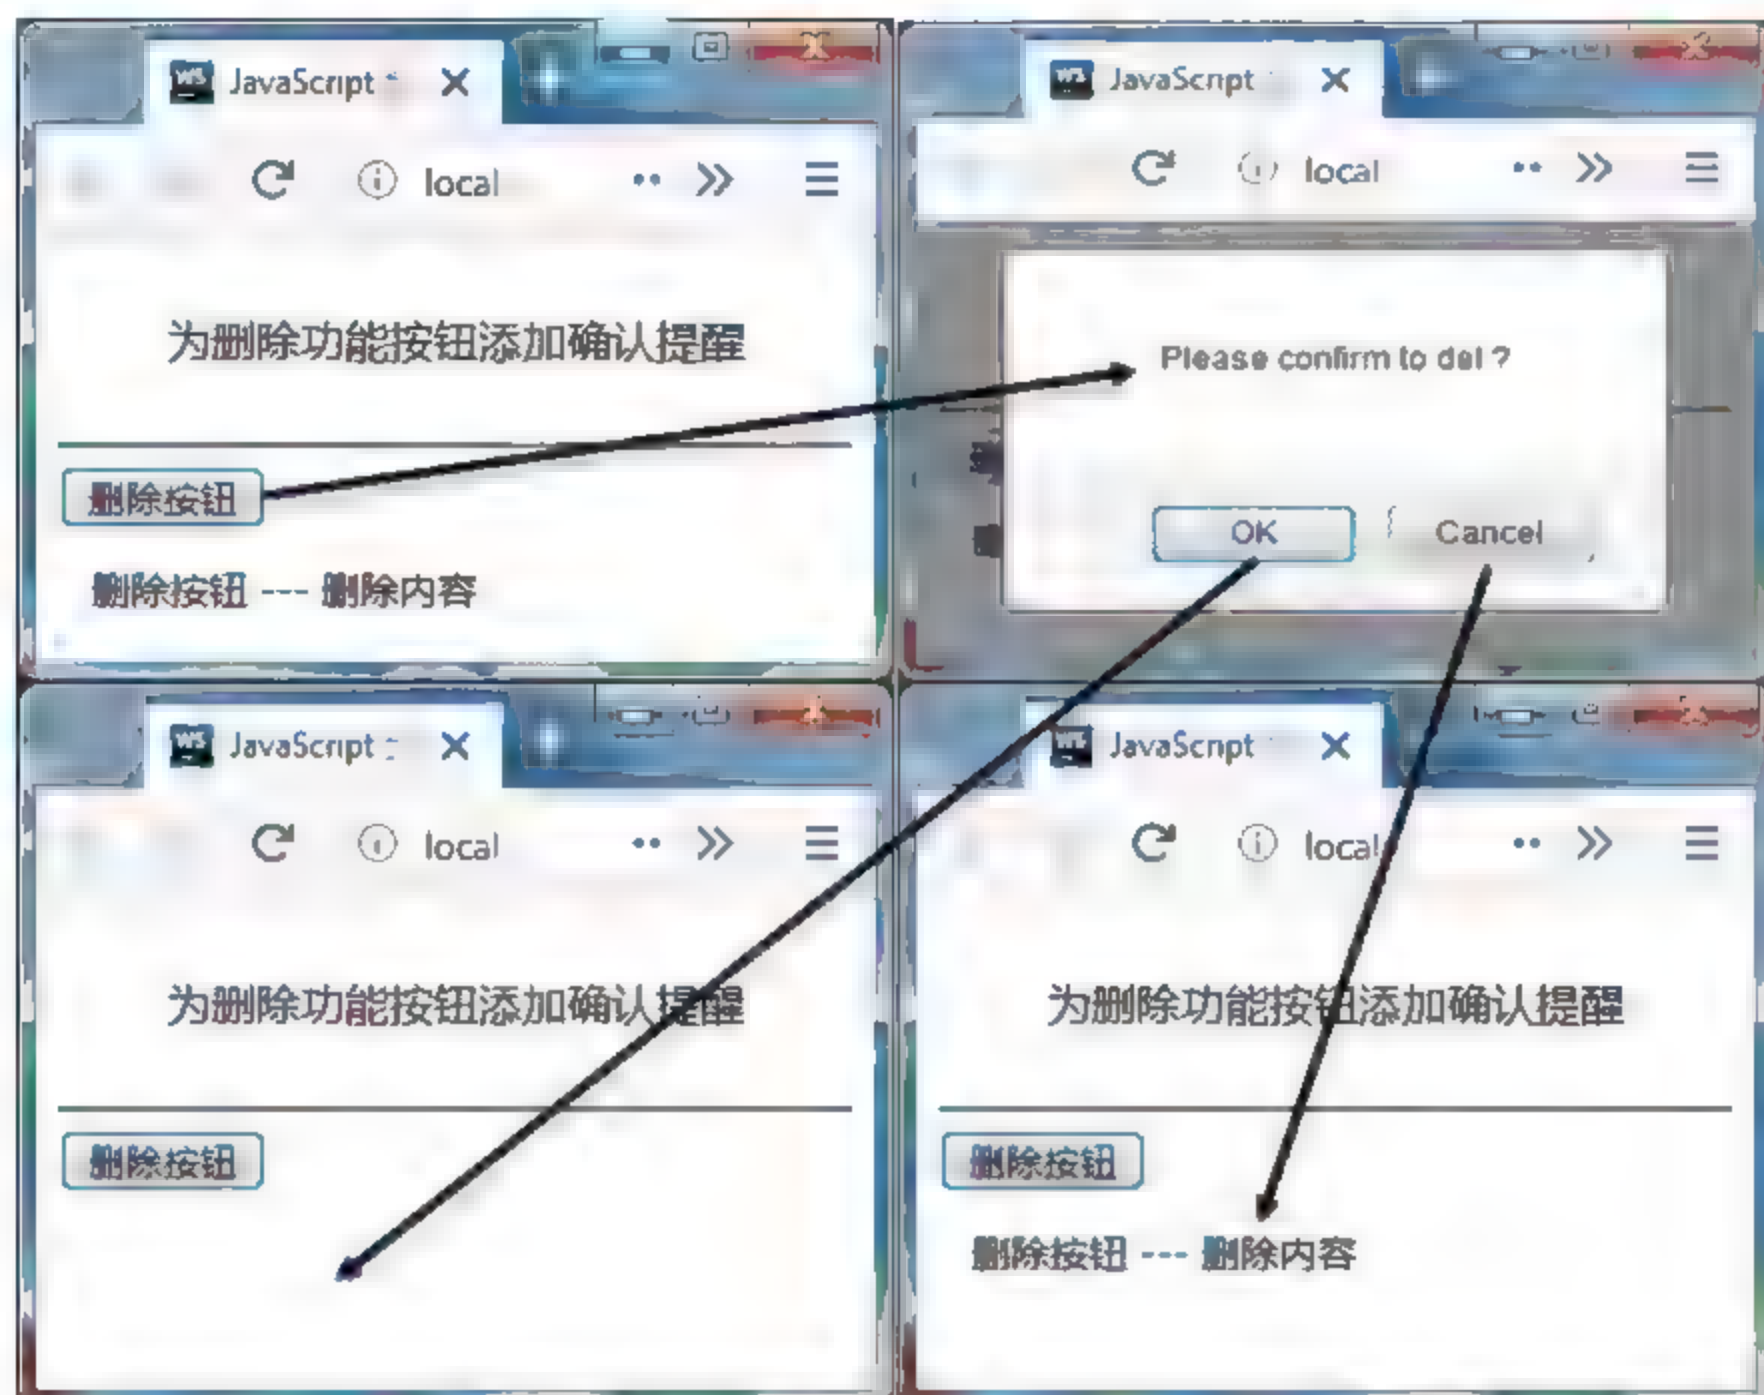 WS JavaScript
local
为删除功能按钮添加确认提醒
删除按钮
删除按钮 --- 删除内容
WS JavaScript
local
Please confirm to del ?
OK Cancel
WS JavaScript
local
为删除功能按钮添加确认提醒
删除按钮
WS JavaScript
local
为删除功能按钮添加确认提醒
删除按钮
删除按钮 --- 删除内容